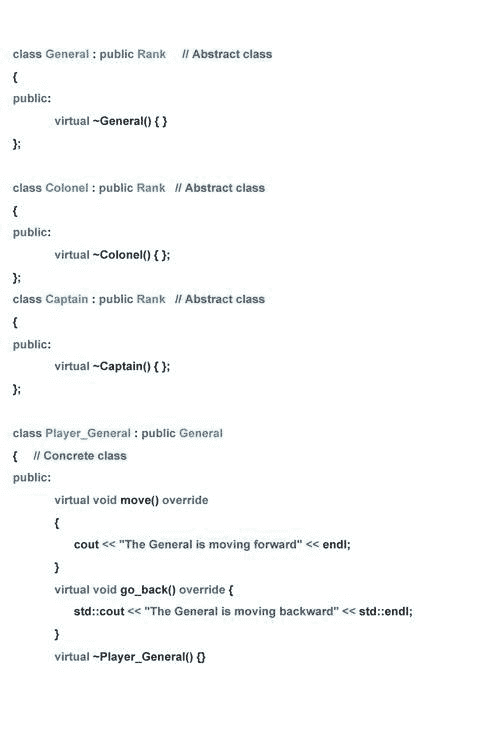 class General : public Rank // Abstract class
{
public:
virtual ~General() { }
};
class Colonel : public Rank // Abstract class
{
public:
virtual ~Colonel() { };
};
class Captain : public Rank // Abstract class
{
public:
virtual ~Captain() { };
};
class Player_General : public General
{ // Concrete class
public:
virtual void move() override
{
cout << "The General is moving forward" << endl;
}
virtual void go_back() override {
std::cout << "The General is moving backward" << std::endl;
}
virtual ~Player_General() {}